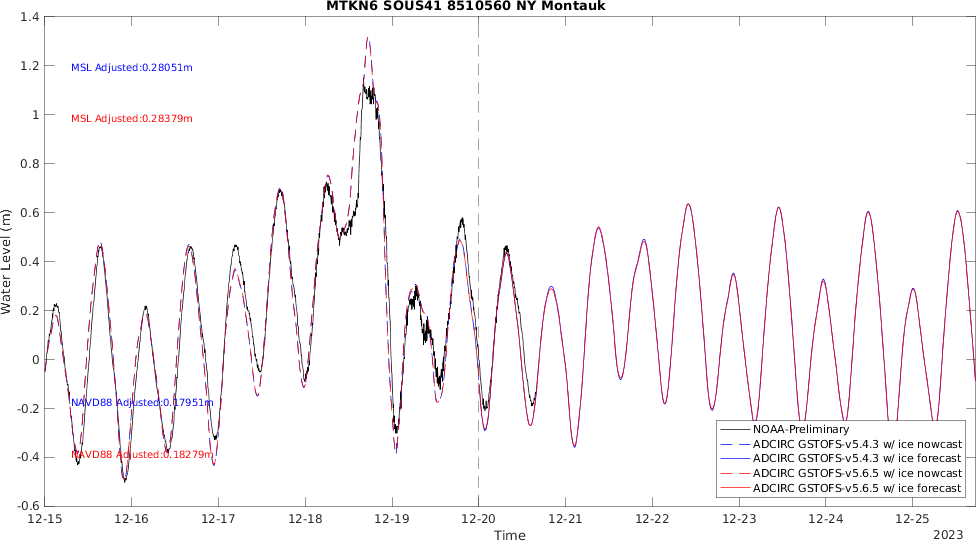 MTKN6 SOUS41 8510560 NY Montauk
1.4
1.2
1
0.8
0.6
0.4
0.2
0
-0.2
-0.4
-0.6
Water Level (m)
MSL Adjusted:0.28051m
MSL Adjusted:0.28379m
NAVD88 Adjusted:0.17951m
NAVD88 Adjusted:0.18279m
NOAA-Preliminary
ADCIRC GSTOFS-v5.4.3 w/ ice nowcast
ADCIRC GSTOFS-v5.4.3 w/ ice forecast
ADCIRC GSTOFS-v5.6.5 w/ ice nowcast
ADCIRC GSTOFS-v5.6.5 w/ ice forecast
12-15 12-16 12-17 12-18 12-19 12-20 12-21 12-22 12-23 12-24 12-25
Time
2023